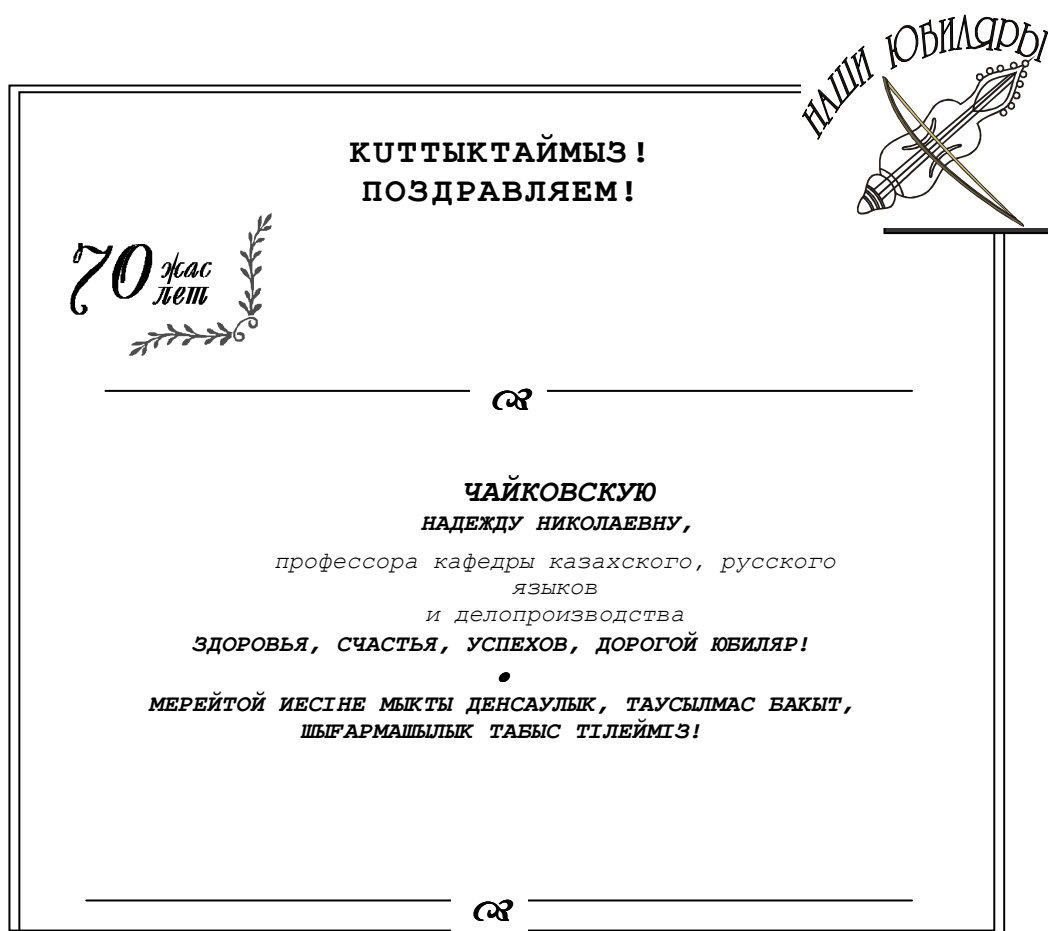 НАШИ ЮБИЛЯРЫ
КUТТЫКТАЙМЫЗ!
ПОЗДРАВЛЯЕМ!
70 жас
лет
ЧАЙКОВСКУЮ
НАДЕЖДУ НИКОЛАЕВНУ,
профессора кафедры казахского, русского
языков
и делопроизводства
ЗДОРОВЬЯ, СЧАСТЬЯ, УСПЕХОВ, ДОРОГОЙ ЮБИЛЯР!
•
МЕРЕЙТОЙ ИЕСІНЕ МЫКТЫ ДЕНСАУЛЫК, ТАУСЫЛМАС БАКЫТ,
ШЫҒАРМАШЫЛЫК ТАБЫС ТІЛЕЙМІЗ!